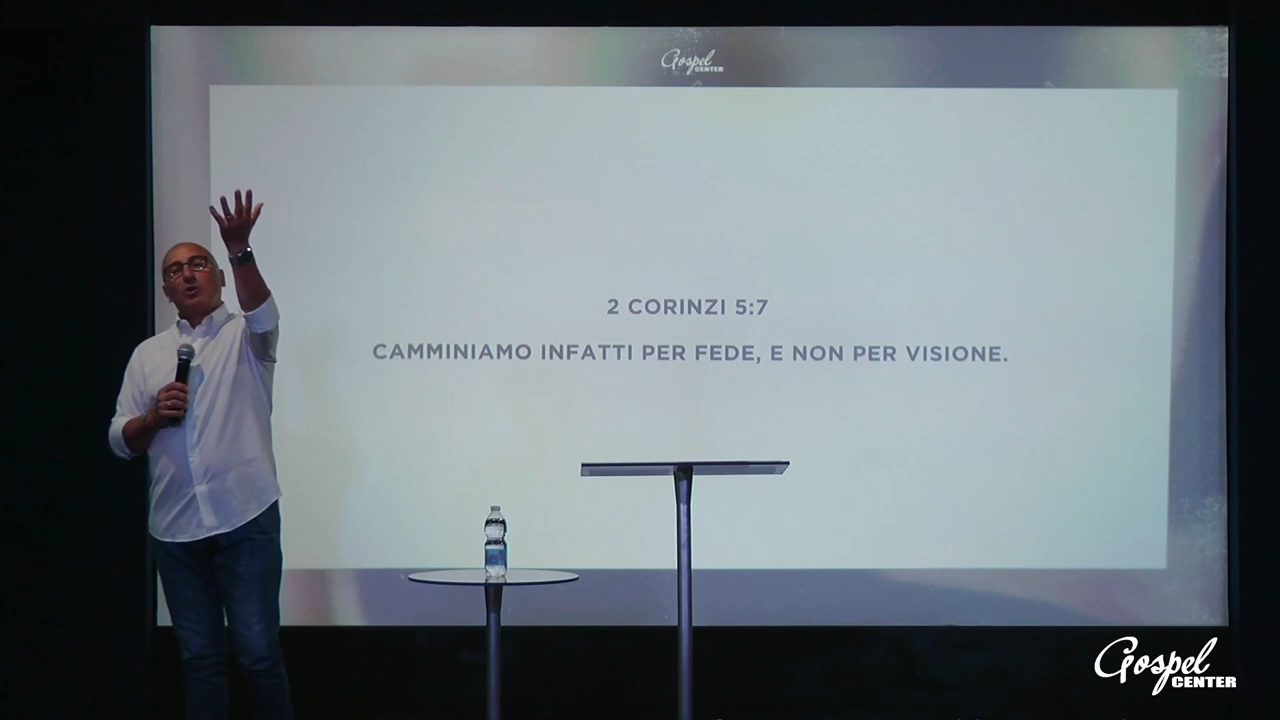 Gospel
CENTER
2 CORINZI 5:7
CAMMINIAMO INFATTI PER FEDE, E NON PER VISIONE.
Gospel
CENTER